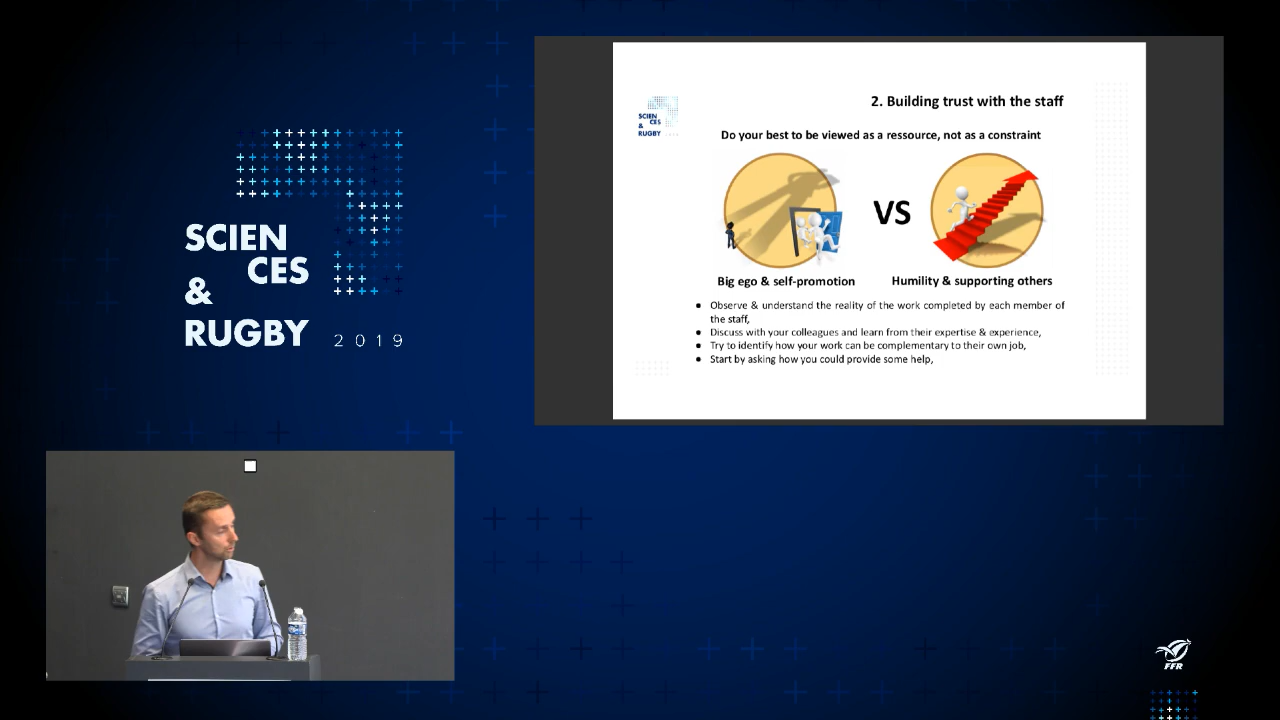 SCIEN
CES
&
RUGBY 2019
2. Building trust with the staff
SCIEN
CES
&
RUGBY
Do your best to be viewed as a ressource, not as a constraint
VS
Big ego & self-promotion
Humility & supporting others
● Observe & understand the reality of the work completed by each member of
the staff,
● Discuss with your colleagues and learn from their expertise & experience,
● Try to identify how your work can be complementary to their own job,
● Start by asking how you could provide some help,
FFR